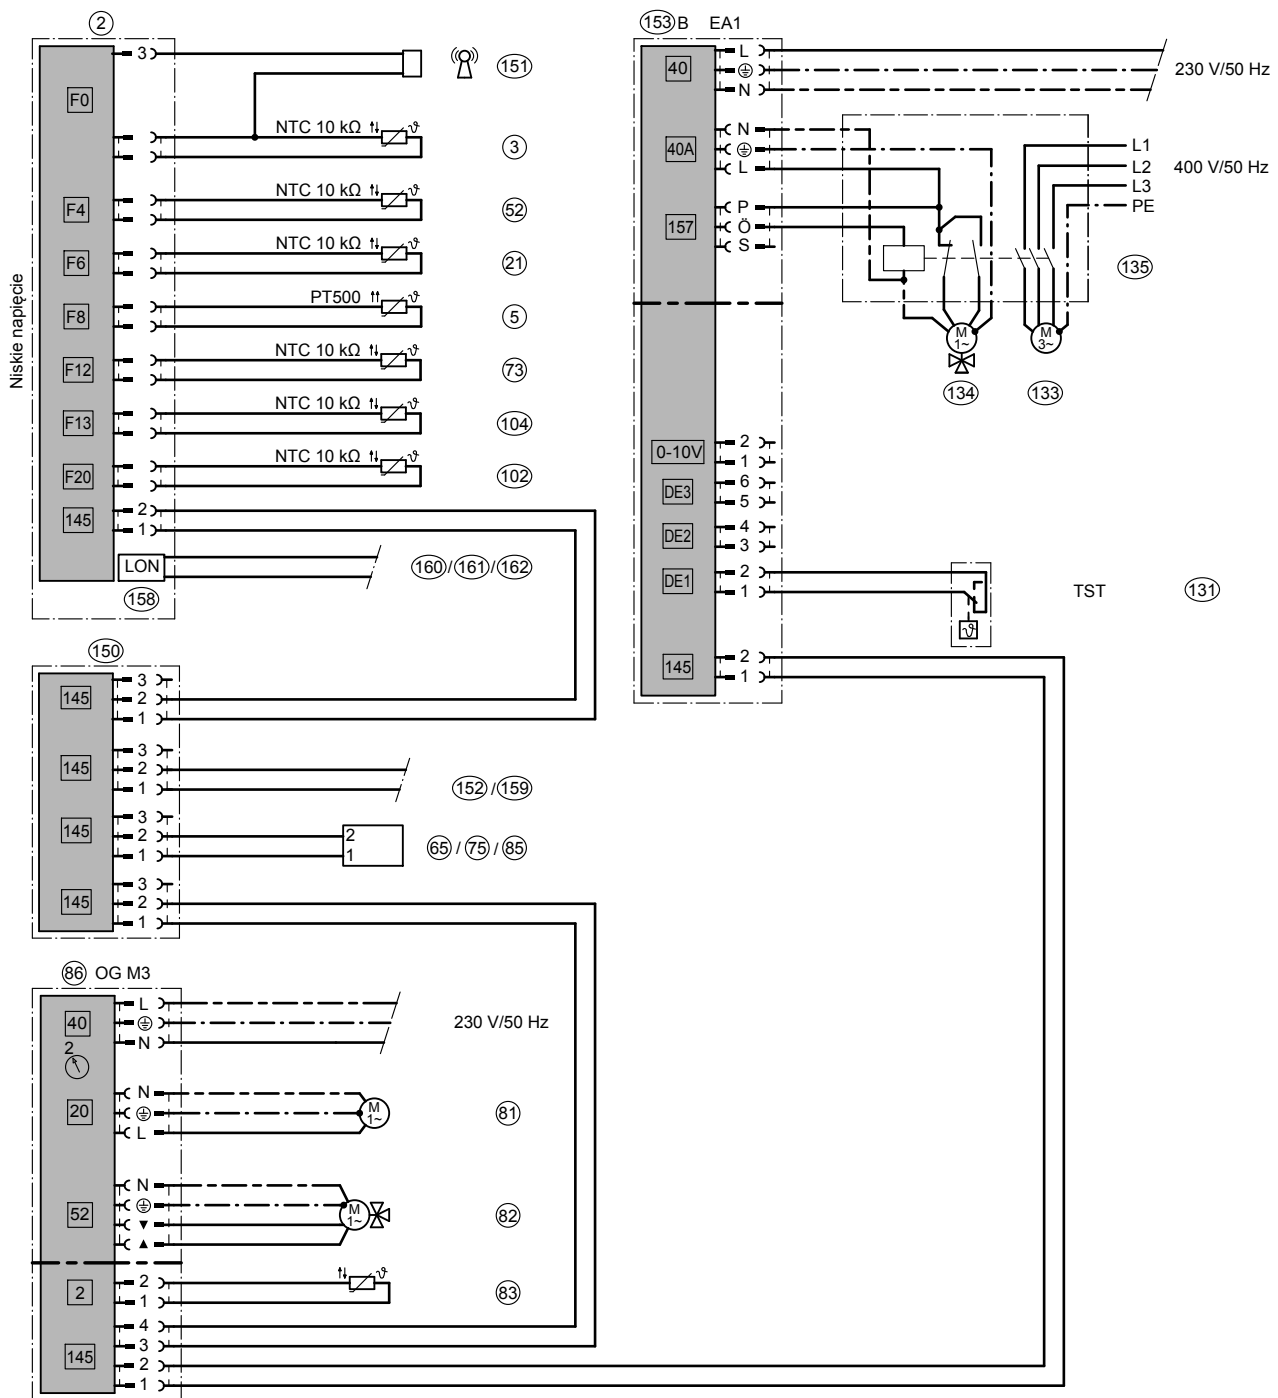 2
Niskie napięcie
3
F0
151
NTC 10 kΩ ϑ
3
F4
NTC 10 kΩ ϑ
52
F6
NTC 10 kΩ ϑ
21
F8
PT500 ϑ
5
F12
NTC 10 kΩ ϑ
73
F13
NTC 10 kΩ ϑ
104
F20
NTC 10 kΩ ϑ
102
145
2
1
LON
160/161/162
158
150
145
3
2
1
145
3
2
1
152 / 159
145
3
2
1
2
1
65 / 75 / 85
145
3
2
1
86 OG M3
40
L
N
230 V/50 Hz
2
20
N
L
M
1~
81
52
N
▼
▲
M
1~
82
2
2
1
ϑ
83
145
4
3
2
1
153 B EA1
40
L
N
230 V/50 Hz
40A
N
L
L1
L2 400 V/50 Hz
L3
PE
157
P
Ö
S
135
M
1~
M
3~
134
133
0-10V
2
1
DE3
6
5
DE2
4
3
DE1
2
1
ϑ
TST
131
145
2
1